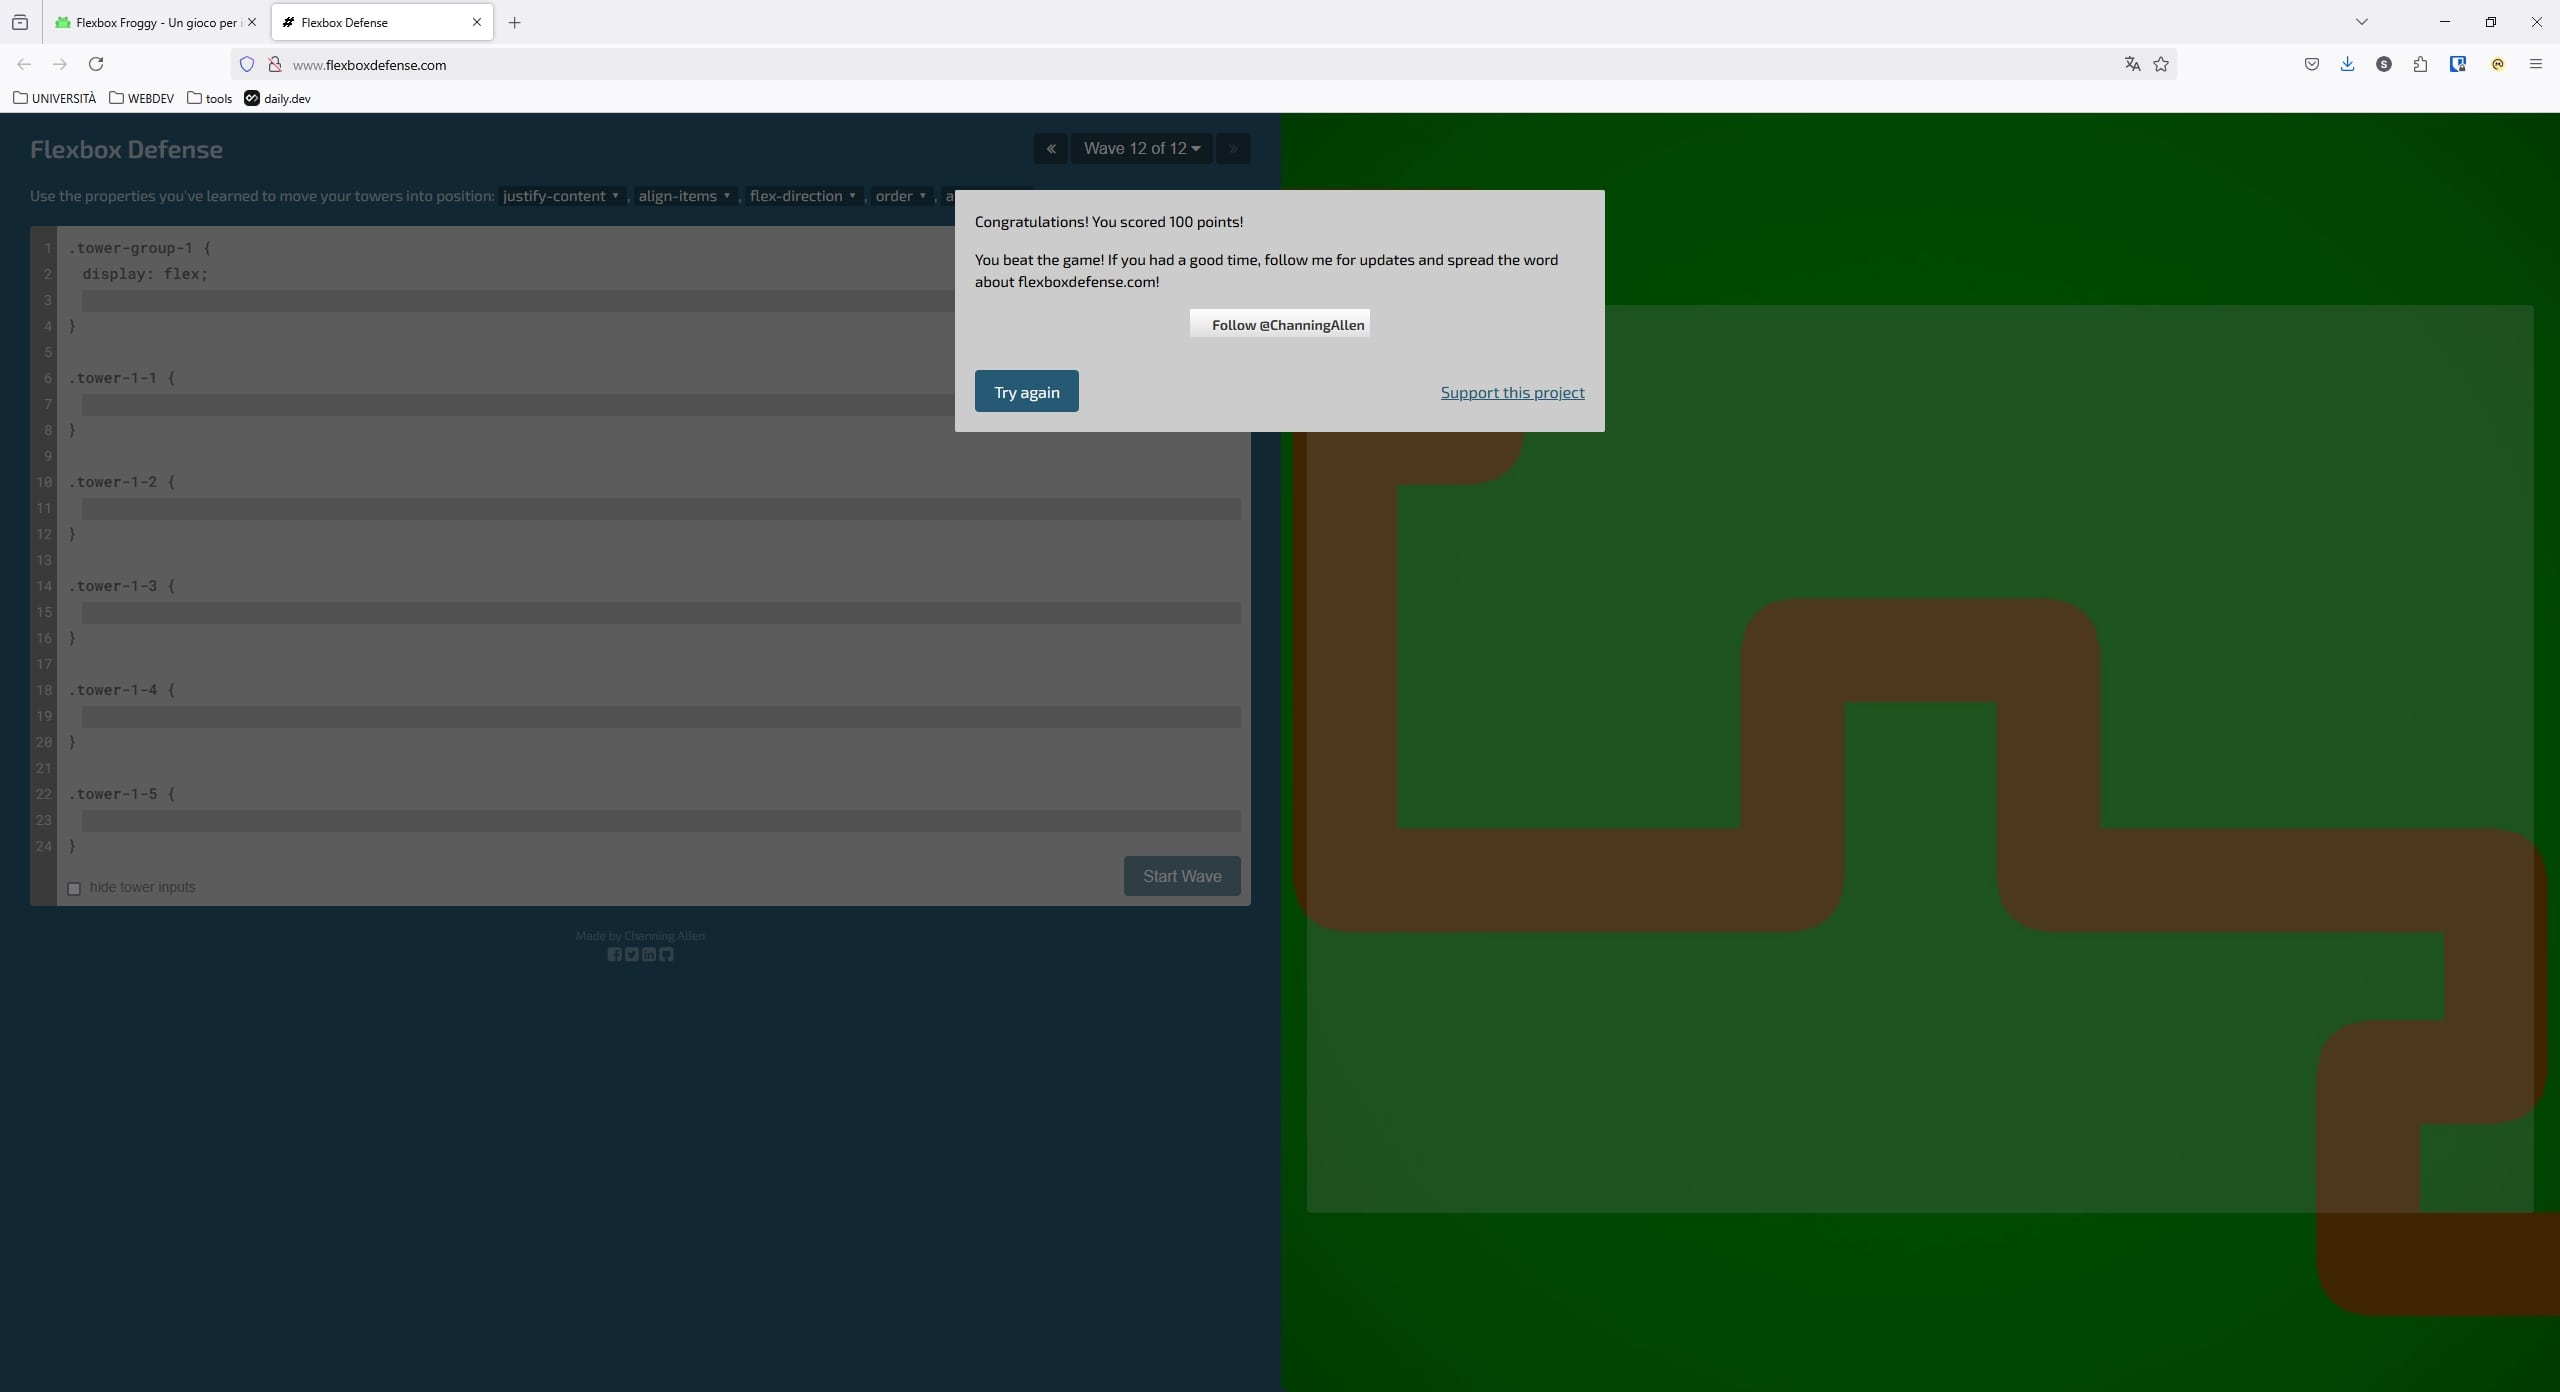 Flexbox Froggy - Un gioco per i
Flexbox Defense
www.flexboxdefense.com
UNIVERSITÀ
WEBDEV
tools
daily.dev
Flexbox Defense
« Wave 12 of 12 »
Use the properties you've learned to move your towers into position: justify-content , align-items , flex-direction , order , a
Congratulations! You scored 100 points!
You beat the game! If you had a good time, follow me for updates and spread the word
about flexboxdefense.com!
Follow @ChanningAllen
Try again
Support this project
1 .tower-group-1 {
2 display: flex;
3
4 }
5
6 .tower-1-1 {
7
8 }
9
10 .tower-1-2 {
11
12 }
13
14 .tower-1-3 {
15
16 }
17
18 .tower-1-4 {
19
20 }
21
22 .tower-1-5 {
23
24 }
hide tower inputs
Start Wave
Made by Channing Allen